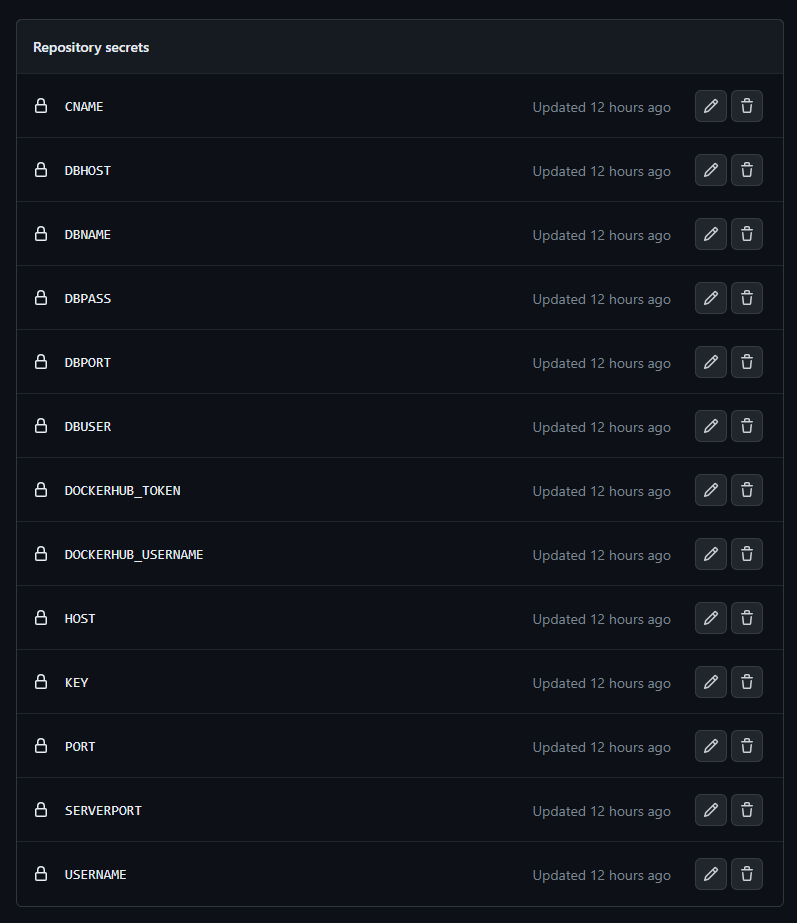 Repository secrets
CNAME Updated 12 hours ago
DBHOST Updated 12 hours ago
DBNAME Updated 12 hours ago
DBPASS Updated 12 hours ago
DBPORT Updated 12 hours ago
DBUSER Updated 12 hours ago
DOCKERHUB_TOKEN Updated 12 hours ago
DOCKERHUB_USERNAME Updated 12 hours ago
HOST Updated 12 hours ago
KEY Updated 12 hours ago
PORT Updated 12 hours ago
SERVERPORT Updated 12 hours ago
USERNAME Updated 12 hours ago